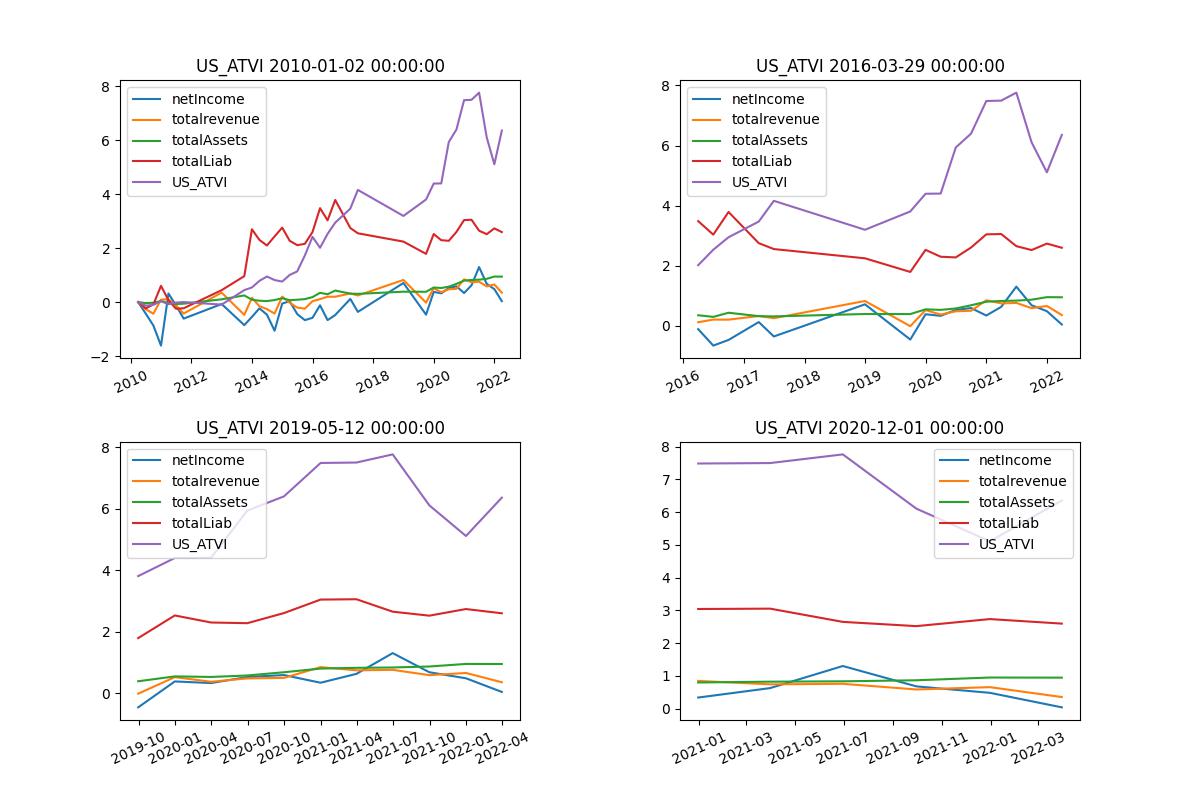 US_ATVI 2010-01-02 00:00:00
8
6
4
2
0
−2
netIncome
totalrevenue
totalAssets
totalLiab
US_ATVI
2010 2012 2014 2016 2018 2020 2022
US_ATVI 2016-03-29 00:00:00
8
6
4
2
0
netIncome
totalrevenue
totalAssets
totalLiab
US_ATVI
2016 2017 2018 2019 2020 2021 2022
US_ATVI 2019-05-12 00:00:00
8
6
4
2
0
netIncome
totalrevenue
totalAssets
totalLiab
US_ATVI
2019-10 2020-01 2020-04 2020-07 2020-10 2021-01 2021-04 2021-07 2021-10 2022-01 2022-04
US_ATVI 2020-12-01 00:00:00
8
7
6
5
4
3
2
1
0
netIncome
totalrevenue
totalAssets
totalLiab
US_ATVI
2021-01 2021-03 2021-05 2021-07 2021-09 2021-11 2022-01 2022-03